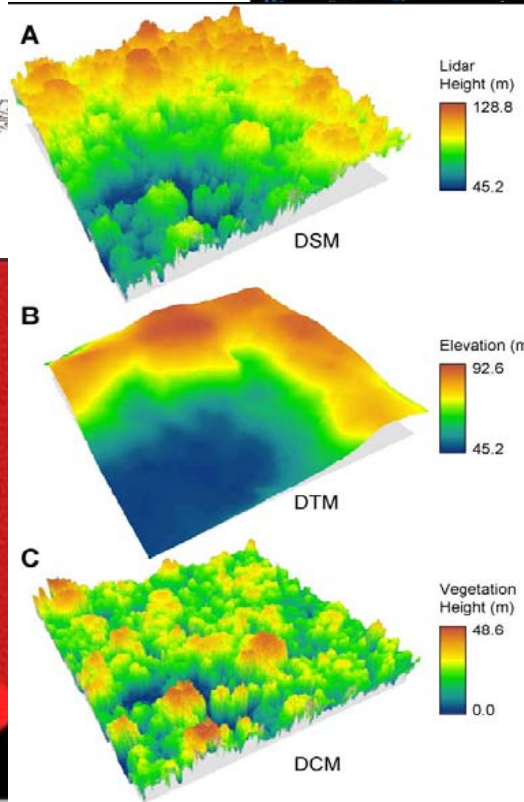 A
Lidar
Height (m)
128.8
45.2
DSM
B
Elevation (m
92.6
45.2
DTM
C
Vegetation
Height (m)
48.6
0.0
DCM